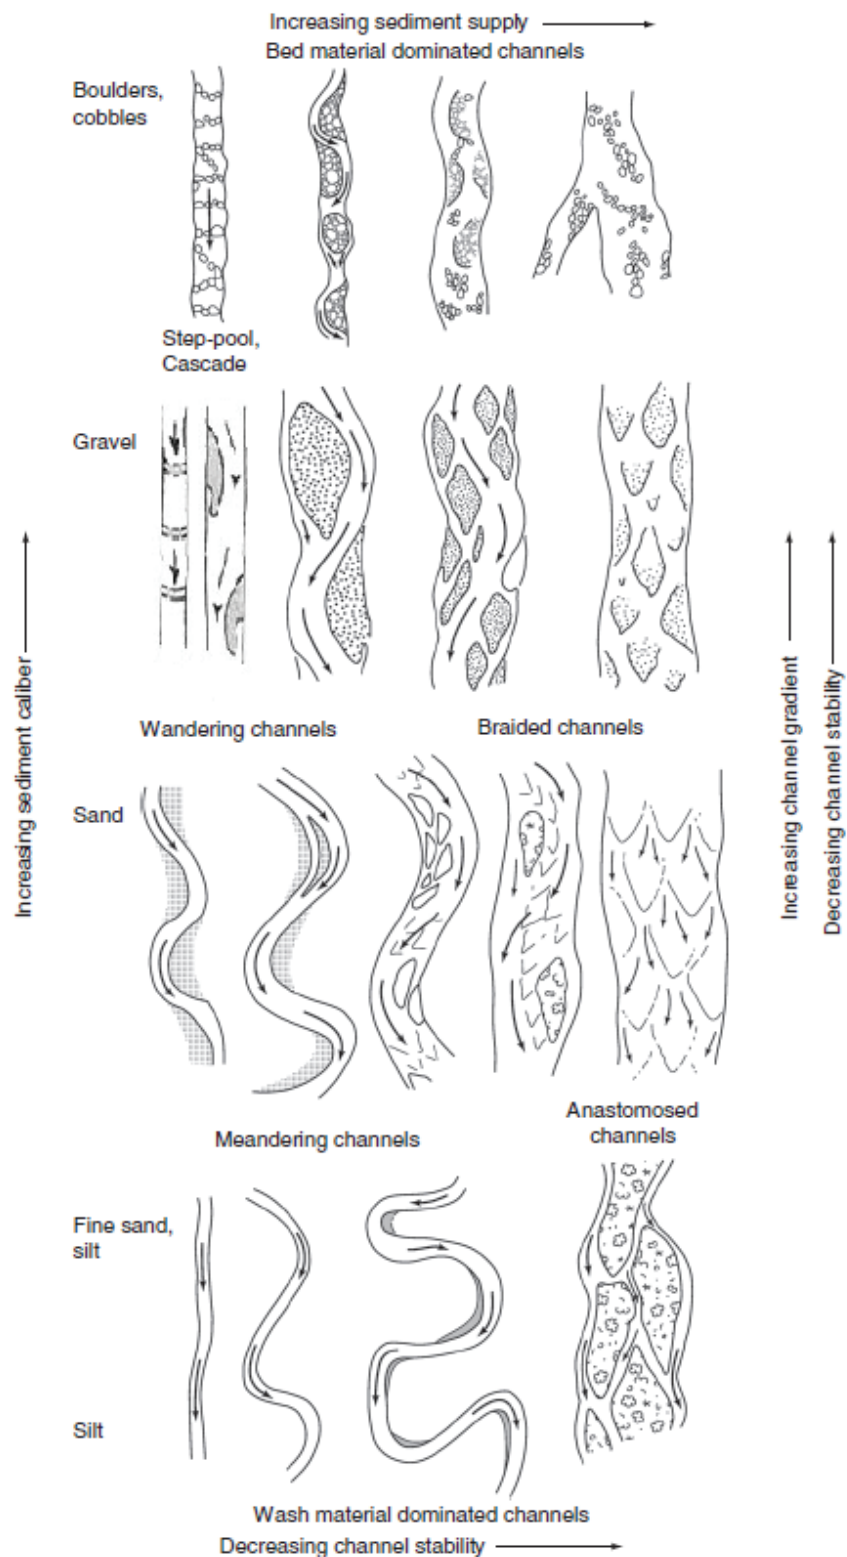 Increasing sediment supply
Bed material dominated channels
Boulders,
cobbles
Step-pool,
Cascade
Gravel
Wandering channels
Braided channels
Sand
Increasing sediment caliber
Increasing channel gradient
Decreasing channel stability
Meandering channels
Anastomosed
channels
Fine sand,
silt
Silt
Wash material dominated channels
Decreasing channel stability